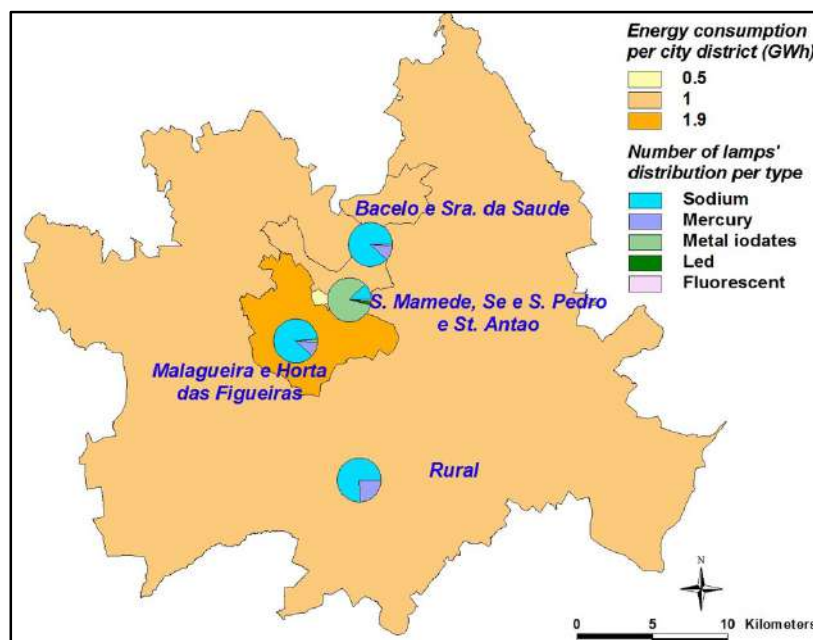 Energy consumption
per city district (GWh)
0.5
1
1.9
Number of lamps'
distribution per type
Sodium
Mercury
Metal iodates
Led
Fluorescent
Bacelo e Sra. da Saude
S. Mamede, Se e S. Pedro
e St. Antao
Malagueira e Horta
das Figueiras
Rural
N
0 5 10 Kilometers